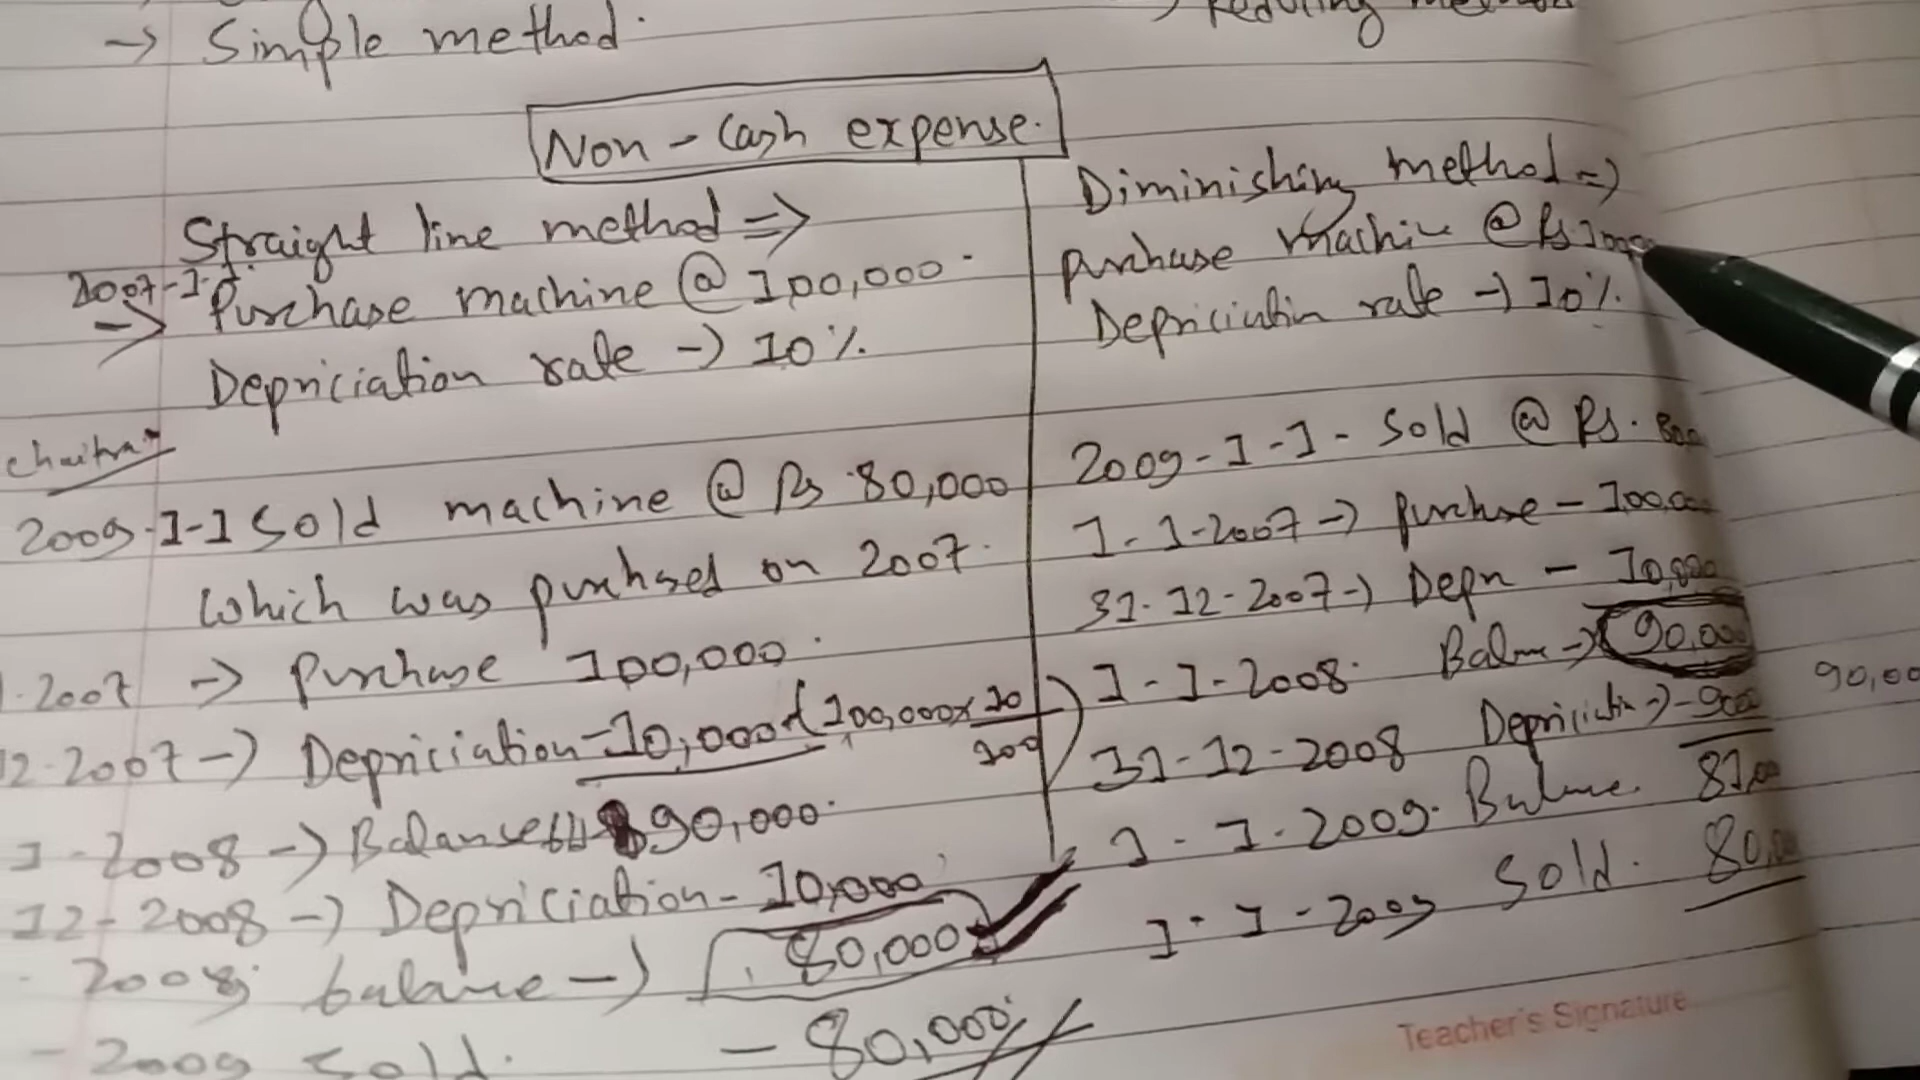 → Simple method.
Reducing method
Non-Cash expense.
Straight line method ⇒
2007-1-1
→ Purchase machine @ 100,000.
Depriciation rate → 10%
Chaitra
2009-1-1 Sold machine @ Rs 80,000
which was purchased on 2007.
1.2007 → Purchase 100,000.
12.2007 → Depriciation - 10,000 (100,000 x 10/100)
1-2008 → Balance 90,000.
12-2008 → Depriciation - 10,000
2008 balance → 80,000
- 2009 sold. - 80,000/
Diminishing method ⇒
purchase machine @ Rs
Depriciation rate → 10%
2009-1-1- Sold @ Rs.
1-1-2007 → purchase - 100,000
31-12-2007 → Depn - 10,000
1-1-2008. Balance → 90,000
31-12-2008 Depriciation → -9000
90,00
1-1-2009. Balance.
1-1-2009 Sold. 80,000
Teacher's Signature